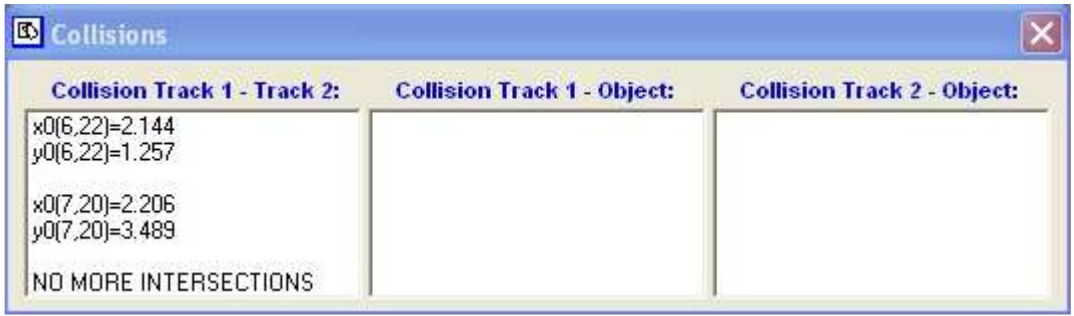 Collisions
Collision Track 1 - Track 2:
x0(6,22)=2.144
y0(6,22)=1.257
x0(7,20)=2.206
y0(7,20)=3.489
NO MORE INTERSECTIONS
Collision Track 1 - Object:
Collision Track 2 - Object: